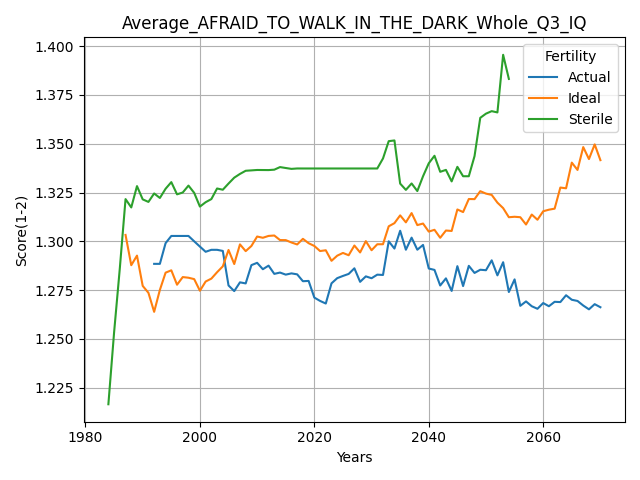 Average_AFRAID_TO_WALK_IN_THE_DARK_Whole_Q3_IQ
Fertility
Actual
Ideal
Sterile
Score(1-2)
1.400
1.375
1.350
1.325
1.300
1.275
1.250
1.225
1980
2000
2020
2040
2060
Years